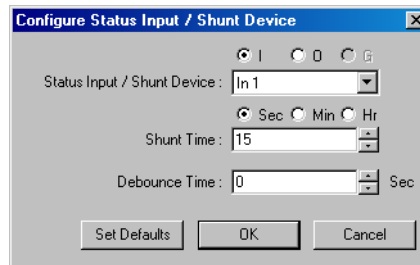 Configure Status Input / Shunt Device
I O G
Status Input / Shunt Device : In 1
Sec Min Hr
Shunt Time : 15
Debounce Time : 0 Sec
Set Defaults OK Cancel